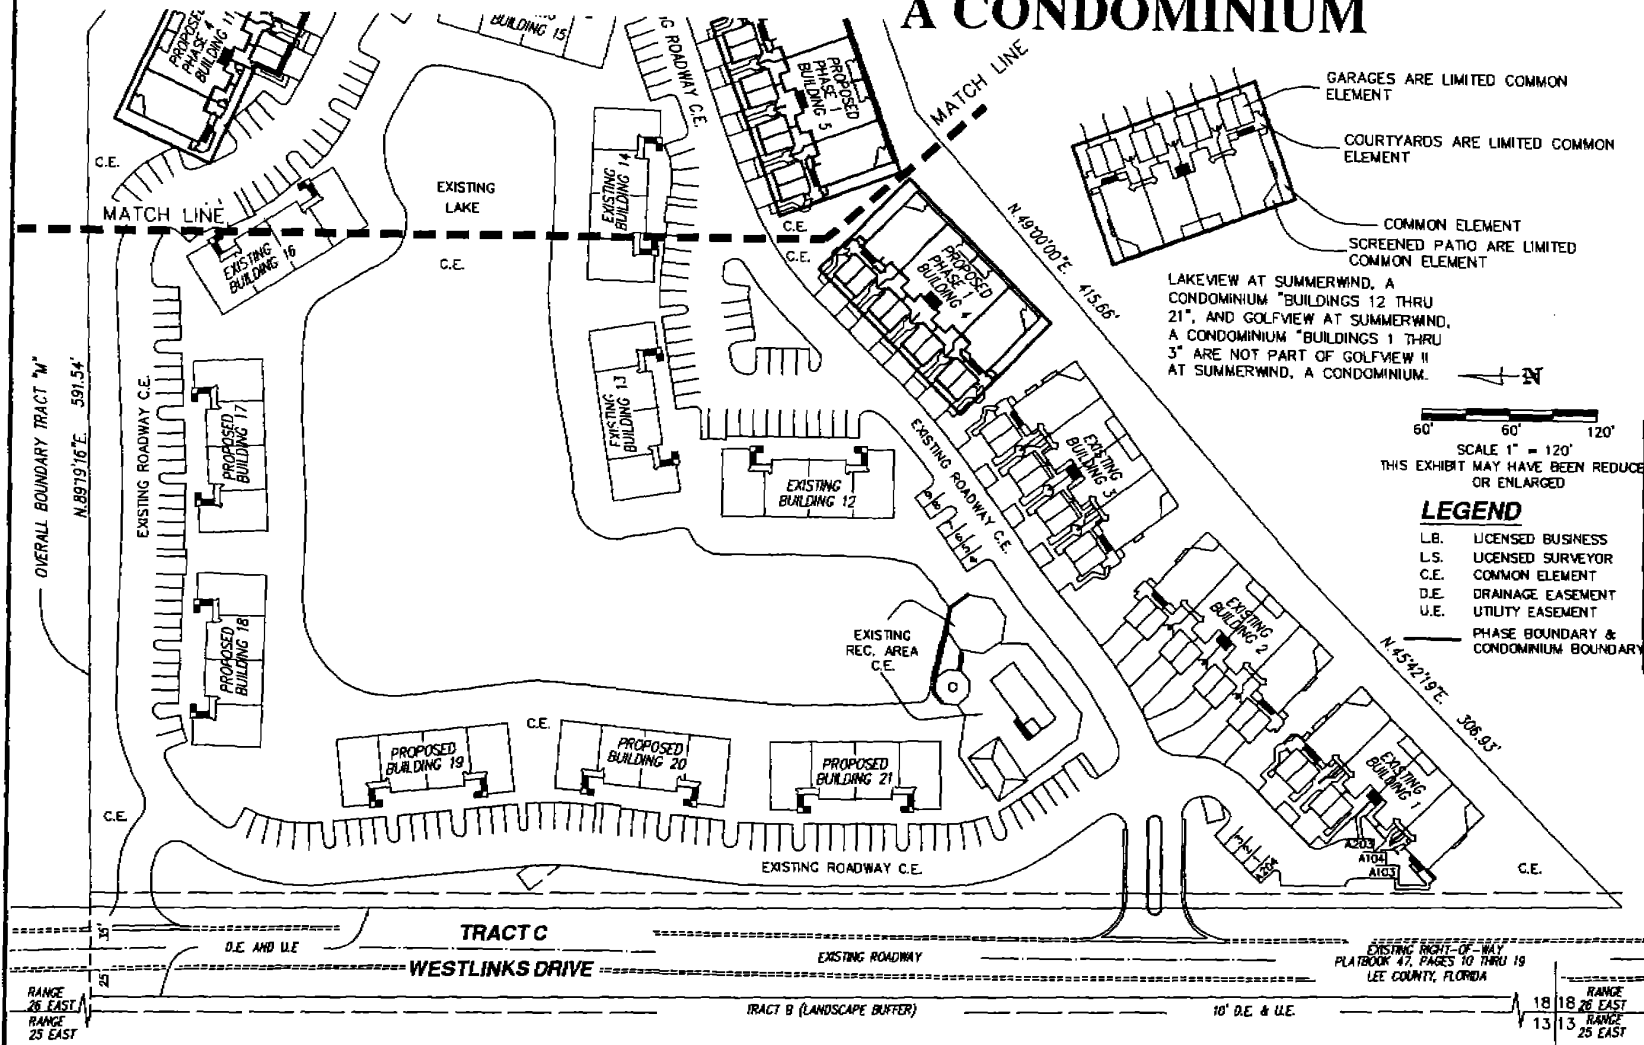 A CONDOMINIUM
PROPOSED
PHASE 4
BUILDING 11
BUILDING 15
ROADWAY C.E.
PROPOSED
PHASE 1
BUILDING 5
MATCH LINE
GARAGES ARE LIMITED COMMON
ELEMENT
COURTYARDS ARE LIMITED COMMON
ELEMENT
COMMON ELEMENT
SCREENED PATIO ARE LIMITED
COMMON ELEMENT
C.E.
MATCH LINE
EXISTING
LAKE
C.E.
EXISTING
BUILDING 14
EXISTING
BUILDING 16
C.E.
C.E.
N.49°00'00"E. 415.66'
PROPOSED
PHASE 1
BUILDING 4
LAKEVIEW AT SUMMERWIND, A
CONDOMINIUM "BUILDINGS 12 THRU
21", AND GOLFVIEW AT SUMMERWIND,
A CONDOMINIUM "BUILDINGS 1 THRU
3" ARE NOT PART OF GOLFVIEW II
AT SUMMERWIND, A CONDOMINIUM.
N
60' 60' 120'
SCALE 1" = 120'
THIS EXHIBIT MAY HAVE BEEN REDUCE
OR ENLARGED
LEGEND
L.B. LICENSED BUSINESS
L.S. LICENSED SURVEYOR
C.E. COMMON ELEMENT
D.E. DRAINAGE EASEMENT
U.E. UTILITY EASEMENT
PHASE BOUNDARY &
CONDOMINIUM BOUNDARY
OVERALL BOUNDARY TRACT "M"
N.89°19'16"E. 591.54'
EXISTING ROADWAY C.E.
PROPOSED
BUILDING 17
EXISTING
BUILDING 13
EXISTING
BUILDING 12
EXISTING ROADWAY C.E.
EXISTING
BUILDING 3
PROPOSED
BUILDING 18
EXISTING
REC. AREA
C.E.
EXISTING
BUILDING 2
N.45°42'19"E. 306.93'
C.E.
PROPOSED
BUILDING 19
PROPOSED
BUILDING 20
PROPOSED
BUILDING 21
EXISTING
BUILDING 1
C.E.
A203
A104
A103
EXISTING ROADWAY C.E.
C.E.
35'
D.E. AND U.E
TRACT C
WESTLINKS DRIVE
EXISTING ROADWAY
EXISTING RIGHT-OF-WAY
PLATBOOK 47, PAGES 10 THRU 19
LEE COUNTY, FLORIDA
25'
RANGE
26 EAST
RANGE
25 EAST
TRACT B (LANDSCAPE BUFFER)
10' D.E. & U.E.
18 18
13 13
RANGE
26 EAST
RANGE
25 EAST